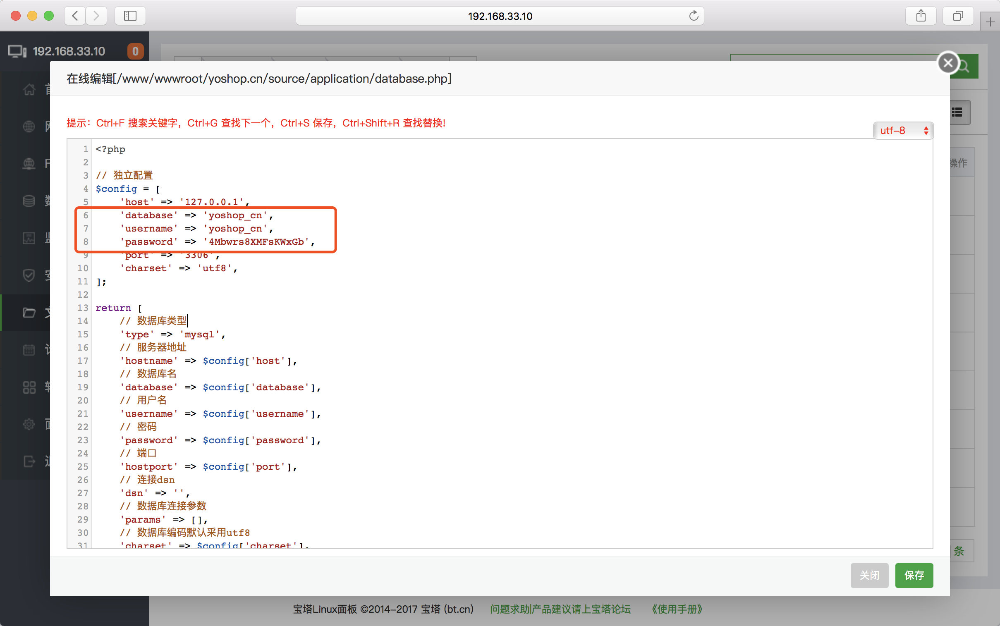 192.168.33.10
192.168.33.10
0
在线编辑[/www/wwwroot/yoshop.cn/source/application/database.php]
提示：Ctrl+F 搜索关键字，Ctrl+G 查找下一个，Ctrl+S 保存，Ctrl+Shift+R 查找替换!
utf-8
操作
1 <?php
2
3 // 独立配置
4 $config = [
5 'host' => '127.0.0.1',
6 'database' => 'yoshop_cn',
7 'username' => 'yoshop_cn',
8 'password' => '4Mbwrs8XMFsKWxGb',
9 'port' => '3306',
10 'charset' => 'utf8',
11 ];
12
13 return [
14 // 数据库类型
15 'type' => 'mysql',
16 // 服务器地址
17 'hostname' => $config['host'],
18 // 数据库名
19 'database' => $config['database'],
20 // 用户名
21 'username' => $config['username'],
22 // 密码
23 'password' => $config['password'],
24 // 端口
25 'hostport' => $config['port'],
26 // 连接dsn
27 'dsn' => '',
28 // 数据库连接参数
29 'params' => [],
30 // 数据库编码默认采用utf8
31 'charset' => $config['charset'],
条
关闭
保存
宝塔Linux面板 ©2014-2017 宝塔 (bt.cn) 问题求助|产品建议请上宝塔论坛 《使用手册》